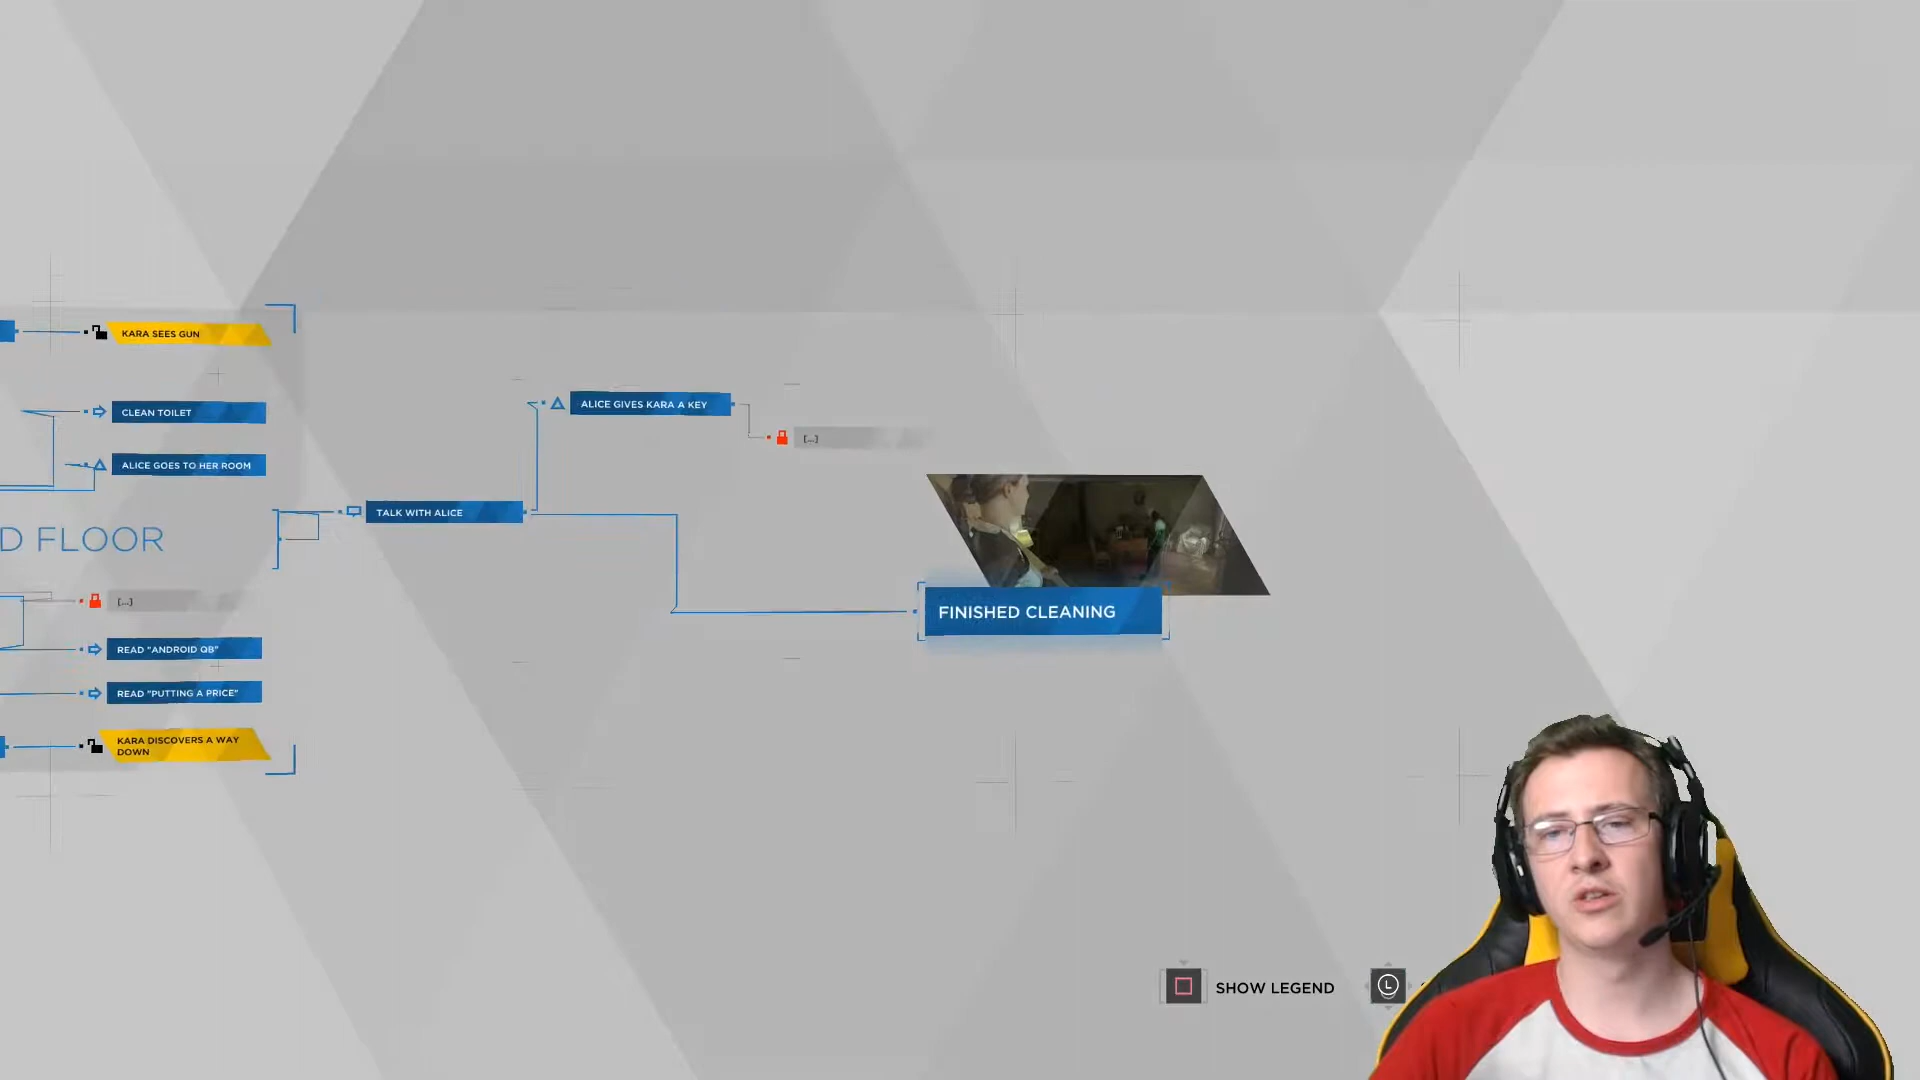 KARA SEES GUN
CLEAN TOILET
ALICE GOES TO HER ROOM
D FLOOR
[...]
READ "ANDROID QB"
READ "PUTTING A PRICE"
KARA DISCOVERS A WAY
DOWN
TALK WITH ALICE
ALICE GIVES KARA A KEY
[...]
FINISHED CLEANING
SHOW LEGEND
L